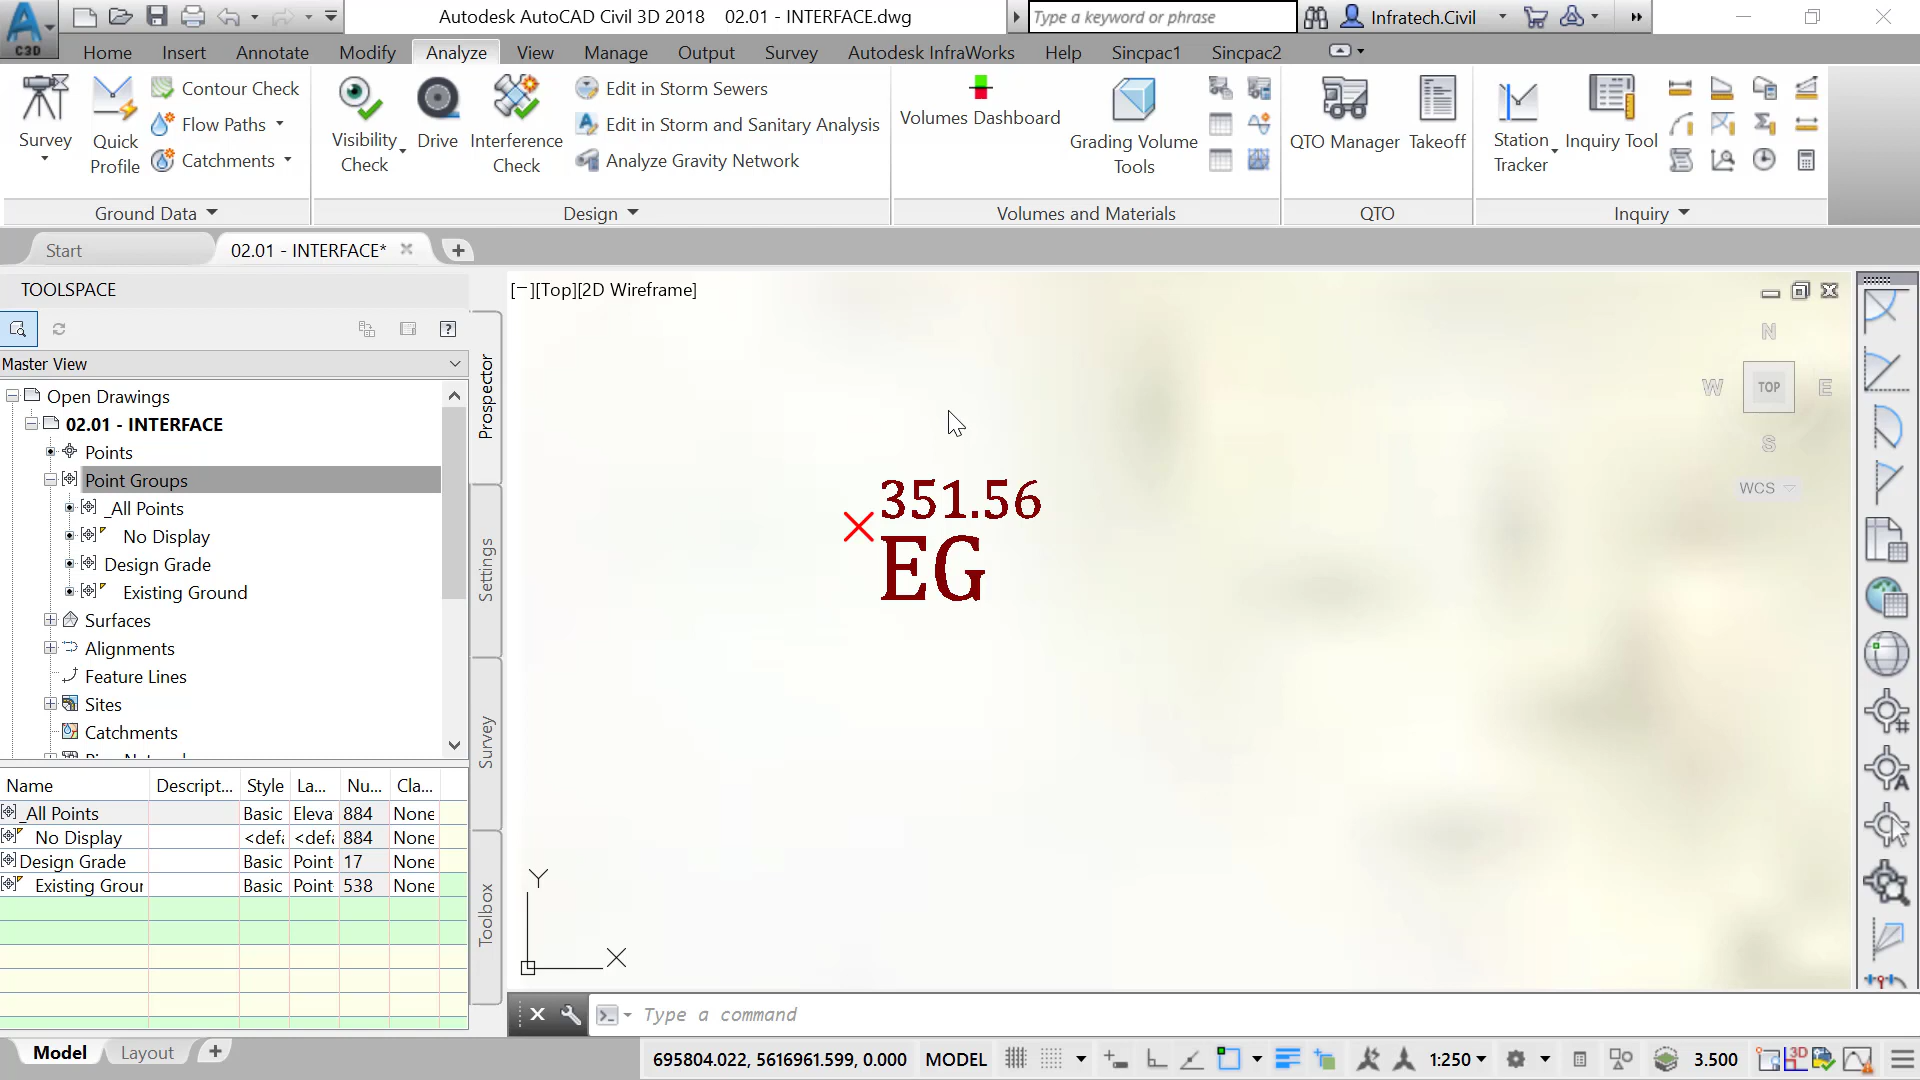 Autodesk AutoCAD Civil 3D 2018 02.01 - INTERFACE.dwg
Type a keyword or phrase
Infratech.Civil
C3D
Home Insert Annotate Modify Analyze View Manage Output Survey Autodesk InfraWorks Help Sincpac1 Sincpac2
Survey
Quick Profile
Contour Check
Flow Paths
Catchments
Ground Data
Visibility Check
Drive
Interference Check
Edit in Storm Sewers
Edit in Storm and Sanitary Analysis
Analyze Gravity Network
Design
Volumes Dashboard
Grading Volume Tools
Volumes and Materials
QTO Manager
Takeoff
QTO
Station Tracker
Inquiry Tool
Inquiry
Start
02.01 - INTERFACE*
TOOLSPACE
Master View
Open Drawings
02.01 - INTERFACE
Points
Point Groups
_All Points
No Display
Design Grade
Existing Ground
Surfaces
Alignments
Feature Lines
Sites
Catchments
Prospector
Settings
Survey
Toolbox
Name Descript... Style La... Nu... Cla...
_All Points Basic Eleva 884 None
No Display <defa <defa 884 None
Design Grade Basic Point 17 None
Existing Groun Basic Point 538 None
[−][Top][2D Wireframe]
N
W TOP E
S
WCS
351.56
EG
Y
X
Type a command
Model Layout
695804.022, 5616961.599, 0.000 MODEL 1:250 3.500